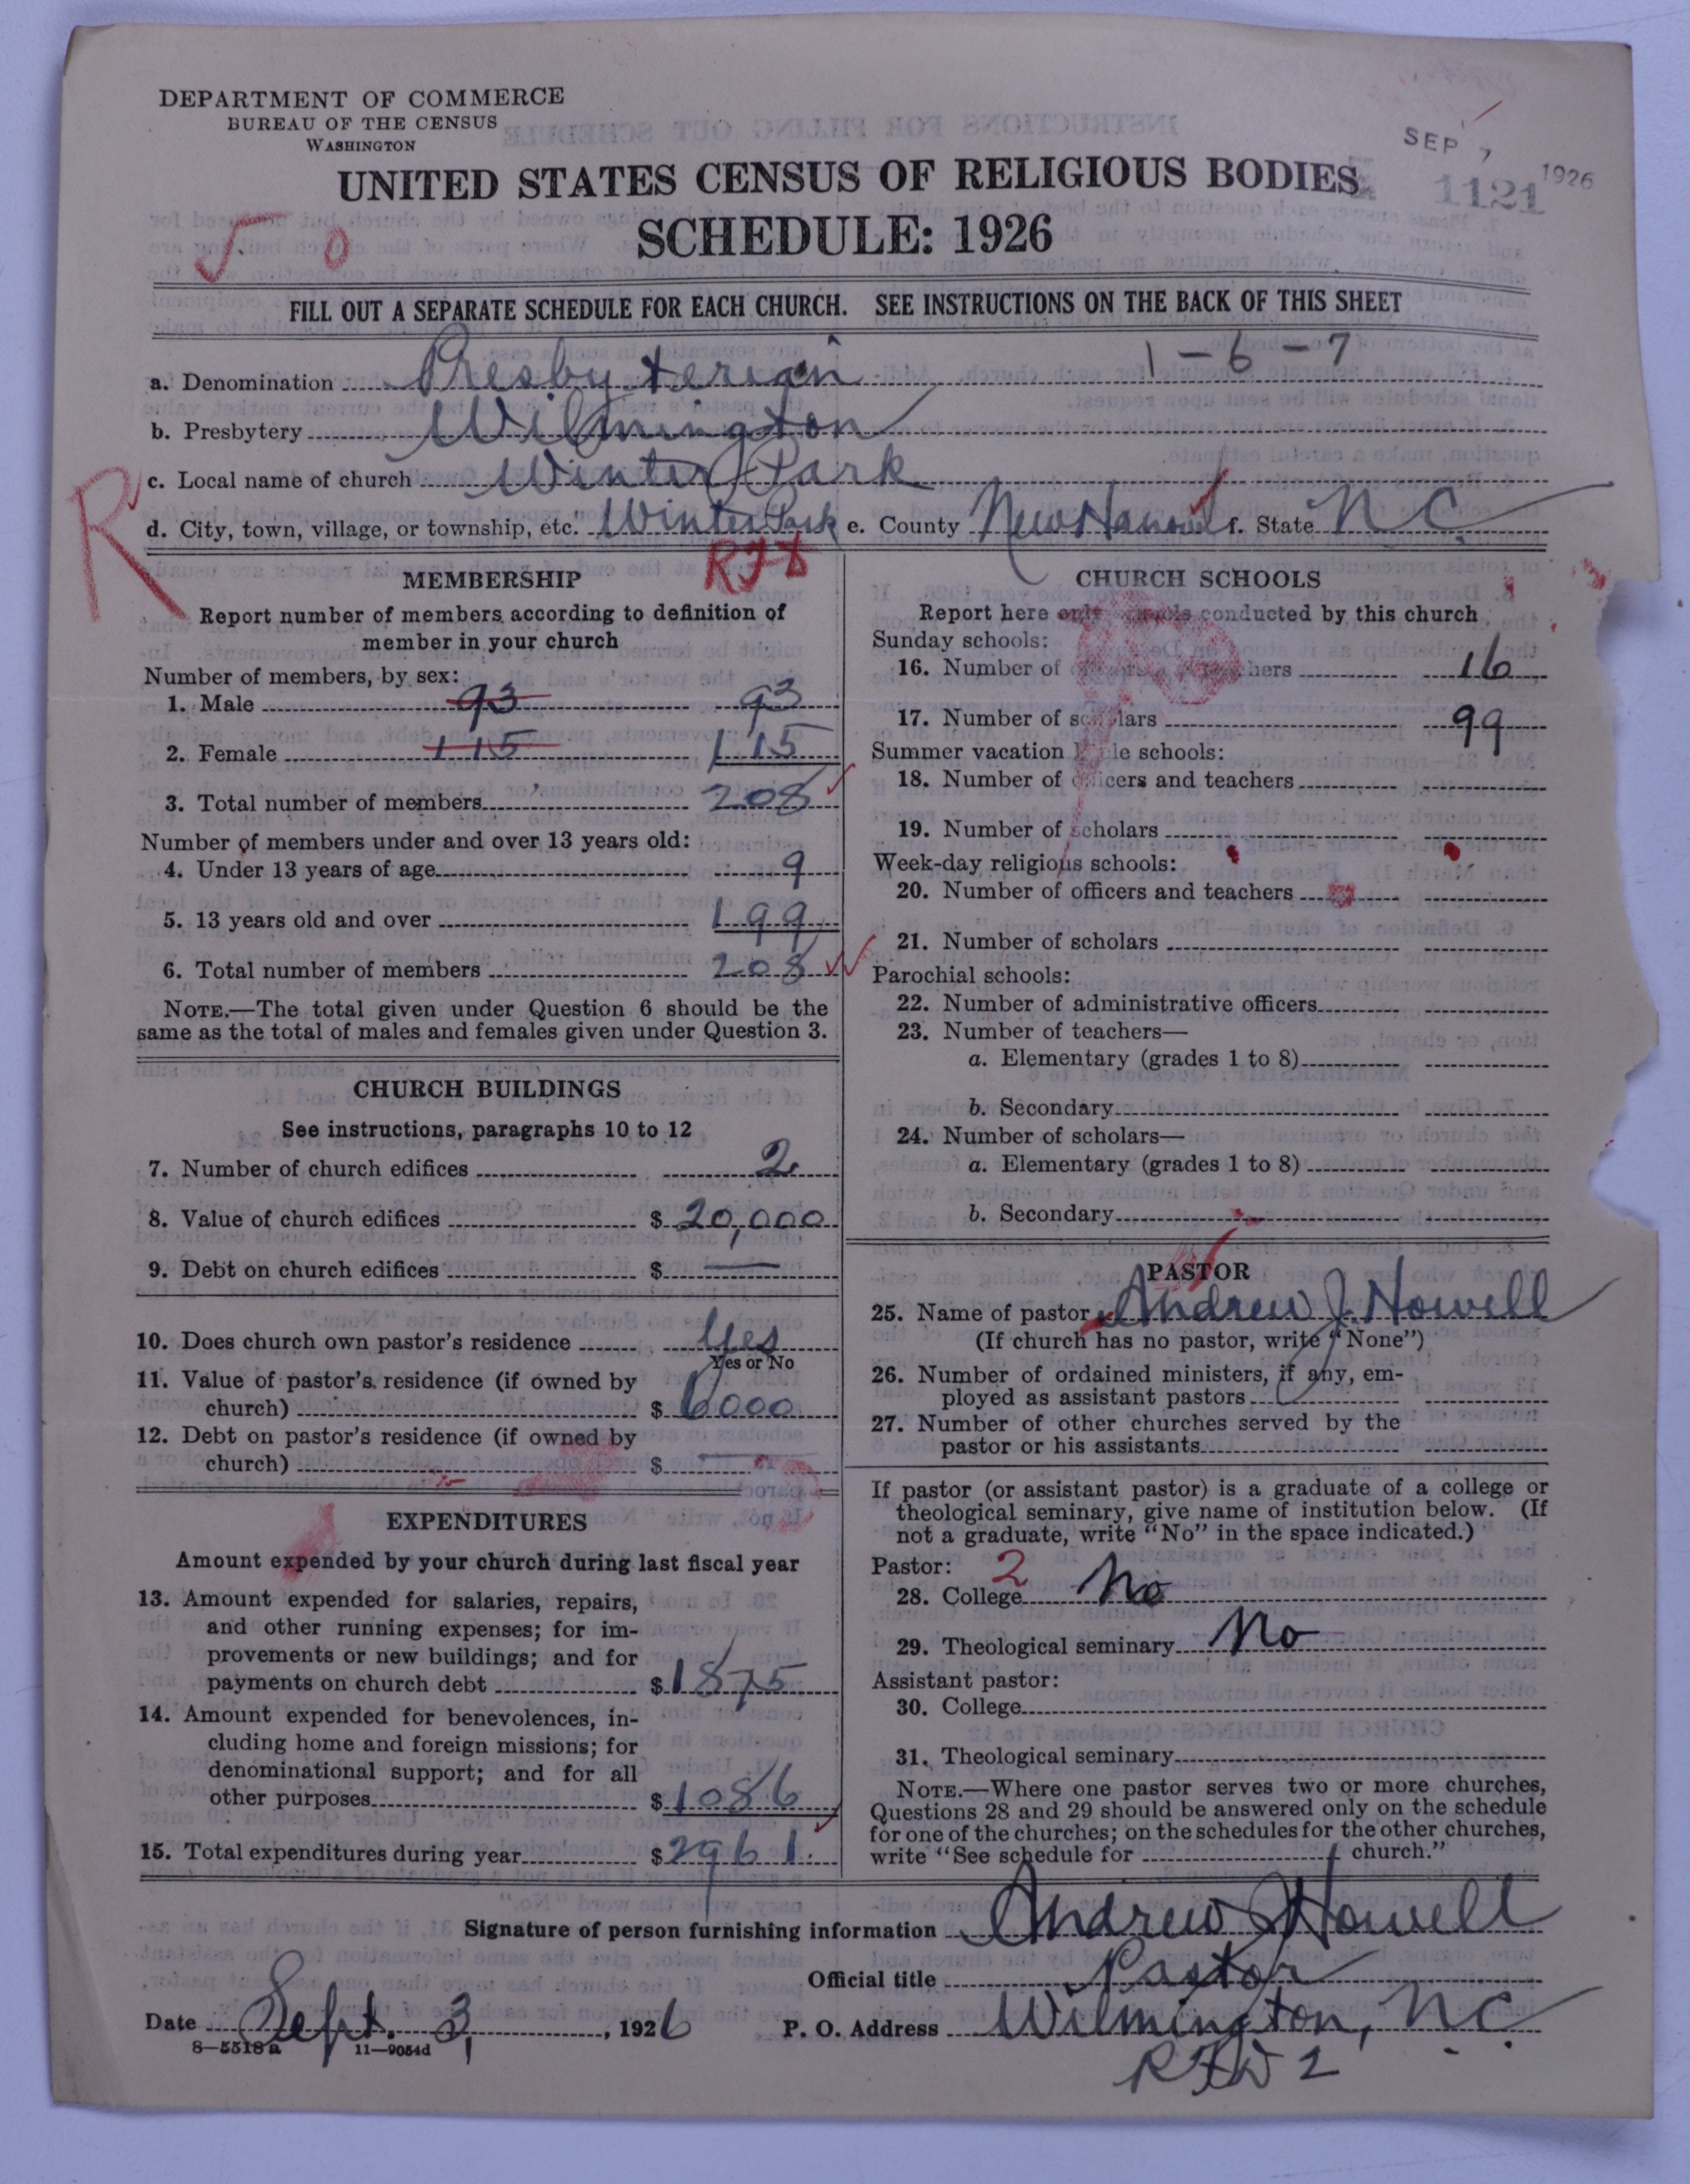 DEPARTMENT OF COMMERCE
BUREAU OF THE CENSUS
WASHINGTON
SEP 7 1926
1121
UNITED STATES CENSUS OF RELIGIOUS BODIES
SCHEDULE: 1926
FILL OUT A SEPARATE SCHEDULE FOR EACH CHURCH. SEE INSTRUCTIONS ON THE BACK OF THIS SHEET
1-6-7
a. Denomination Presbyterian
b. Presbytery Wilmington
R
c. Local name of church Winter Park
d. City, town, village, or township, etc. Winter Park e. County New Hanover f. State N C.
MEMBERSHIP
Report number of members according to definition of
member in your church
Number of members, by sex:
1. Male 93 93
2. Female 115 115
3. Total number of members 208
Number of members under and over 13 years old:
4. Under 13 years of age 9
5. 13 years old and over 199
6. Total number of members 208
NOTE.—The total given under Question 6 should be the
same as the total of males and females given under Question 3.
CHURCH BUILDINGS
See instructions, paragraphs 10 to 12
7. Number of church edifices 2
8. Value of church edifices $ 20,000
9. Debt on church edifices $ —
10. Does church own pastor's residence Yes
Yes or No
11. Value of pastor's residence (if owned by
church) $ 6000
12. Debt on pastor's residence (if owned by
church) $ —
EXPENDITURES
Amount expended by your church during last fiscal year
13. Amount expended for salaries, repairs,
and other running expenses; for im-
provements or new buildings; and for
payments on church debt $ 1875
14. Amount expended for benevolences, in-
cluding home and foreign missions; for
denominational support; and for all
other purposes $ 1086
15. Total expenditures during year $ 2961.
CHURCH SCHOOLS
Report here only schools conducted by this church
Sunday schools:
16. Number of officers and teachers 16
17. Number of scholars 99
Summer vacation Bible schools:
18. Number of officers and teachers
19. Number of scholars
Week-day religious schools:
20. Number of officers and teachers
21. Number of scholars
Parochial schools:
22. Number of administrative officers
23. Number of teachers—
a. Elementary (grades 1 to 8)
b. Secondary
24. Number of scholars—
a. Elementary (grades 1 to 8)
b. Secondary
PASTOR
25. Name of pastor Andrew J. Howell
(If church has no pastor, write "None")
26. Number of ordained ministers, if any, em-
ployed as assistant pastors
27. Number of other churches served by the
pastor or his assistants
If pastor (or assistant pastor) is a graduate of a college or
theological seminary, give name of institution below. (If
not a graduate, write "No" in the space indicated.)
Pastor: 2
28. College No
29. Theological seminary No
Assistant pastor:
30. College
31. Theological seminary
NOTE.—Where one pastor serves two or more churches,
Questions 28 and 29 should be answered only on the schedule
for one of the churches; on the schedules for the other churches,
write "See schedule for church."
Signature of person furnishing information Andrew J Howell
Official title Pastor
Date Sept. 3, 1926 P. O. Address Wilmington, N.C.
8—5518a 11—9054d
RFD 2